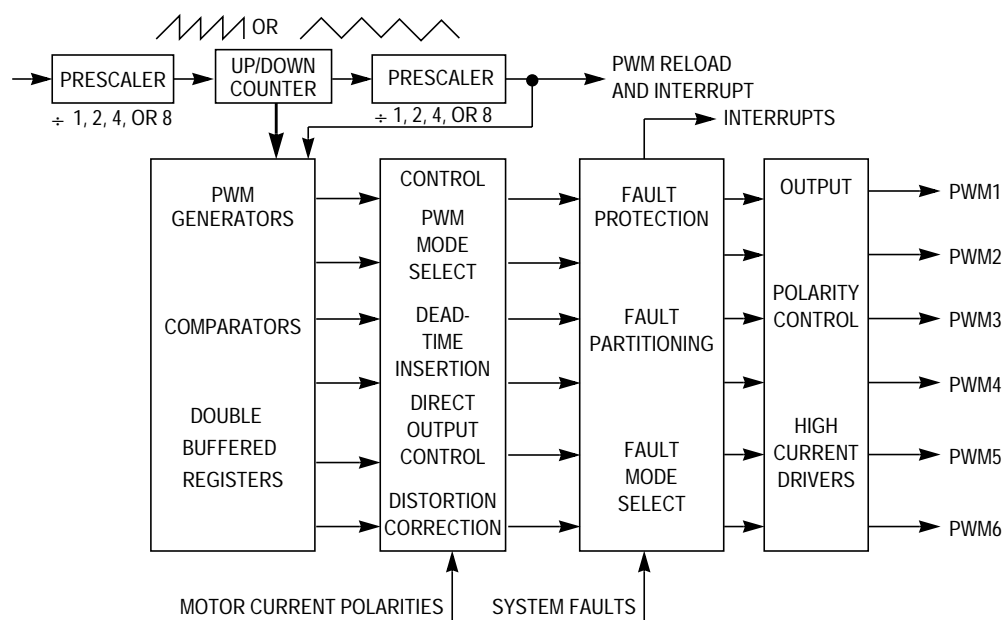 OR
PRESCALER
UP/DOWN
COUNTER
PRESCALER
÷ 1, 2, 4, OR 8
÷ 1, 2, 4, OR 8
PWM RELOAD
AND INTERRUPT
INTERRUPTS
PWM
GENERATORS
COMPARATORS
DOUBLE
BUFFERED
REGISTERS
CONTROL
PWM
MODE
SELECT
DEAD-
TIME
INSERTION
DIRECT
OUTPUT
CONTROL
DISTORTION
CORRECTION
FAULT
PROTECTION
FAULT
PARTITIONING
FAULT
MODE
SELECT
OUTPUT
POLARITY
CONTROL
HIGH
CURRENT
DRIVERS
PWM1
PWM2
PWM3
PWM4
PWM5
PWM6
MOTOR CURRENT POLARITIES
SYSTEM FAULTS